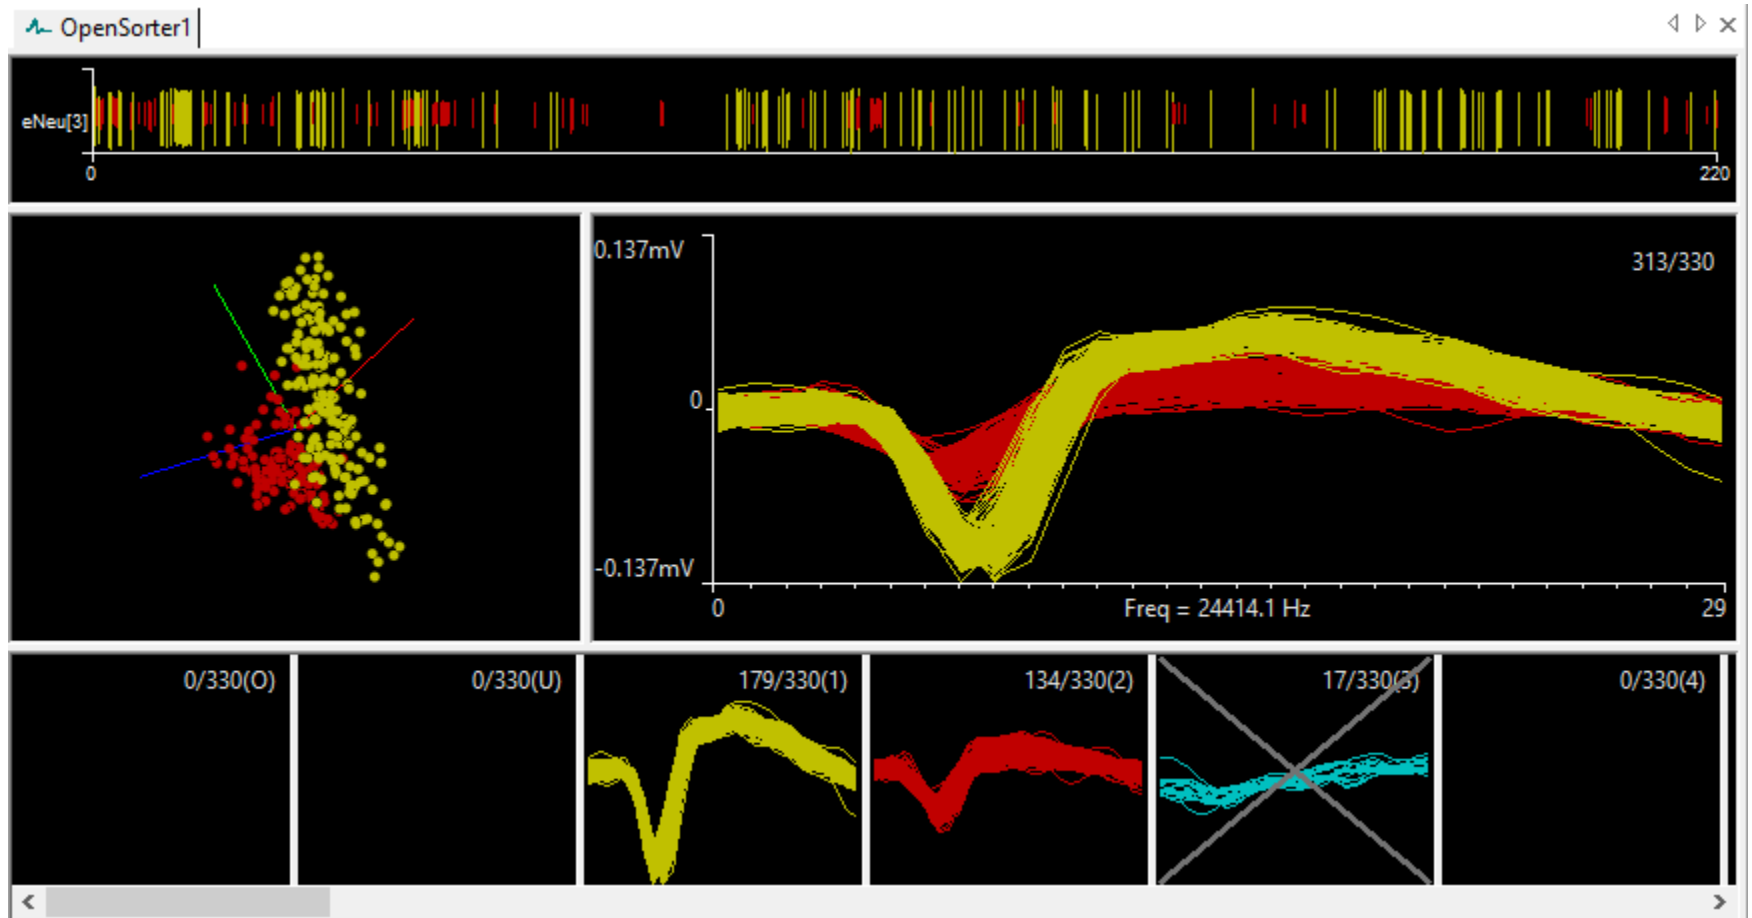 OpenSorter1
eNeu[3]
0
220
0.137mV
313/330
0
-0.137mV
0
Freq = 24414.1 Hz
29
0/330(O)
0/330(U)
179/330(1)
134/330(2)
17/330(3)
0/330(4)